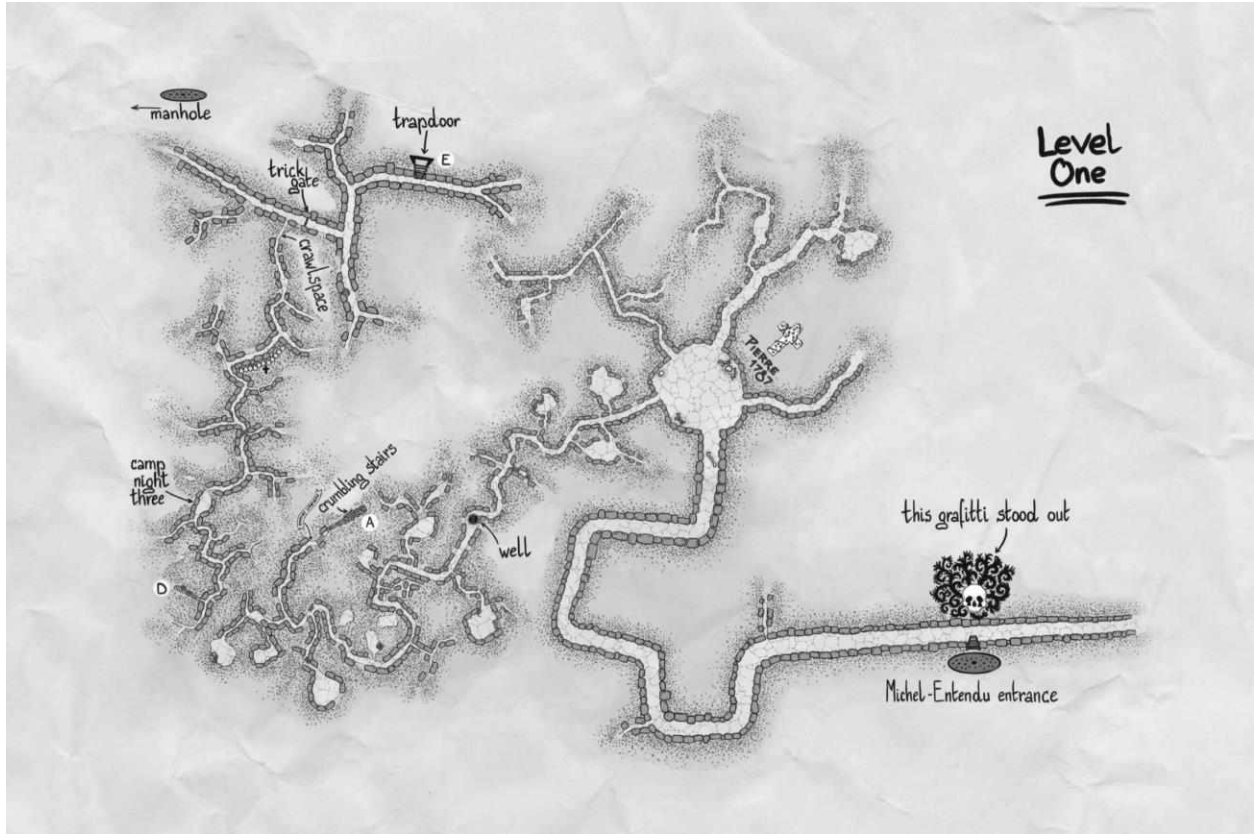 manhole
trapdoor
E
Level
One
trick
gate
crawlspace
PIERRE
1787
camp
night
three
crumbling stairs
A
well
D
this grafitti stood out
Michel-Entendu entrance